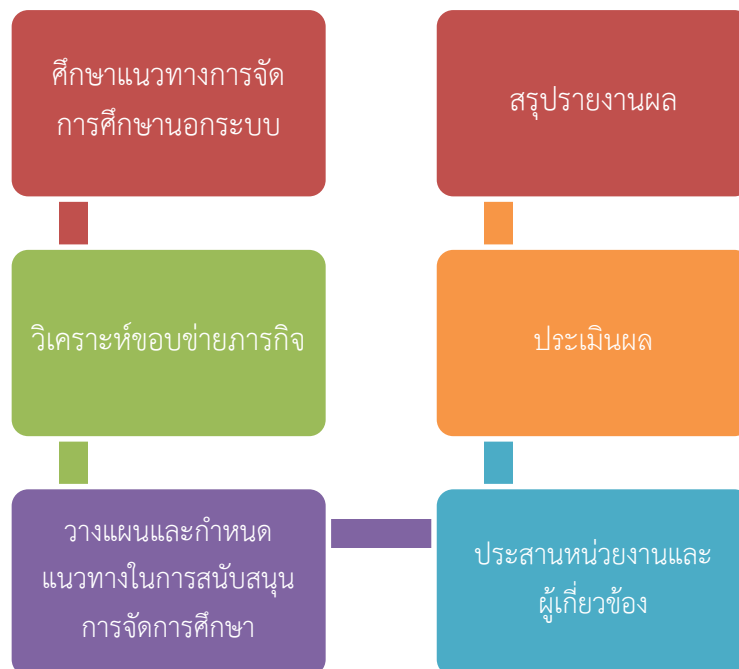 ศึกษาแนวทางการจัด
การศึกษานอกระบบ
วิเคราะห์ขอบข่ายภารกิจ
วางแผนและกำหนด
แนวทางในการสนับสนุน
การจัดการศึกษา
ประสานหน่วยงานและ
ผู้เกี่ยวข้อง
ประเมินผล
สรุปรายงานผล